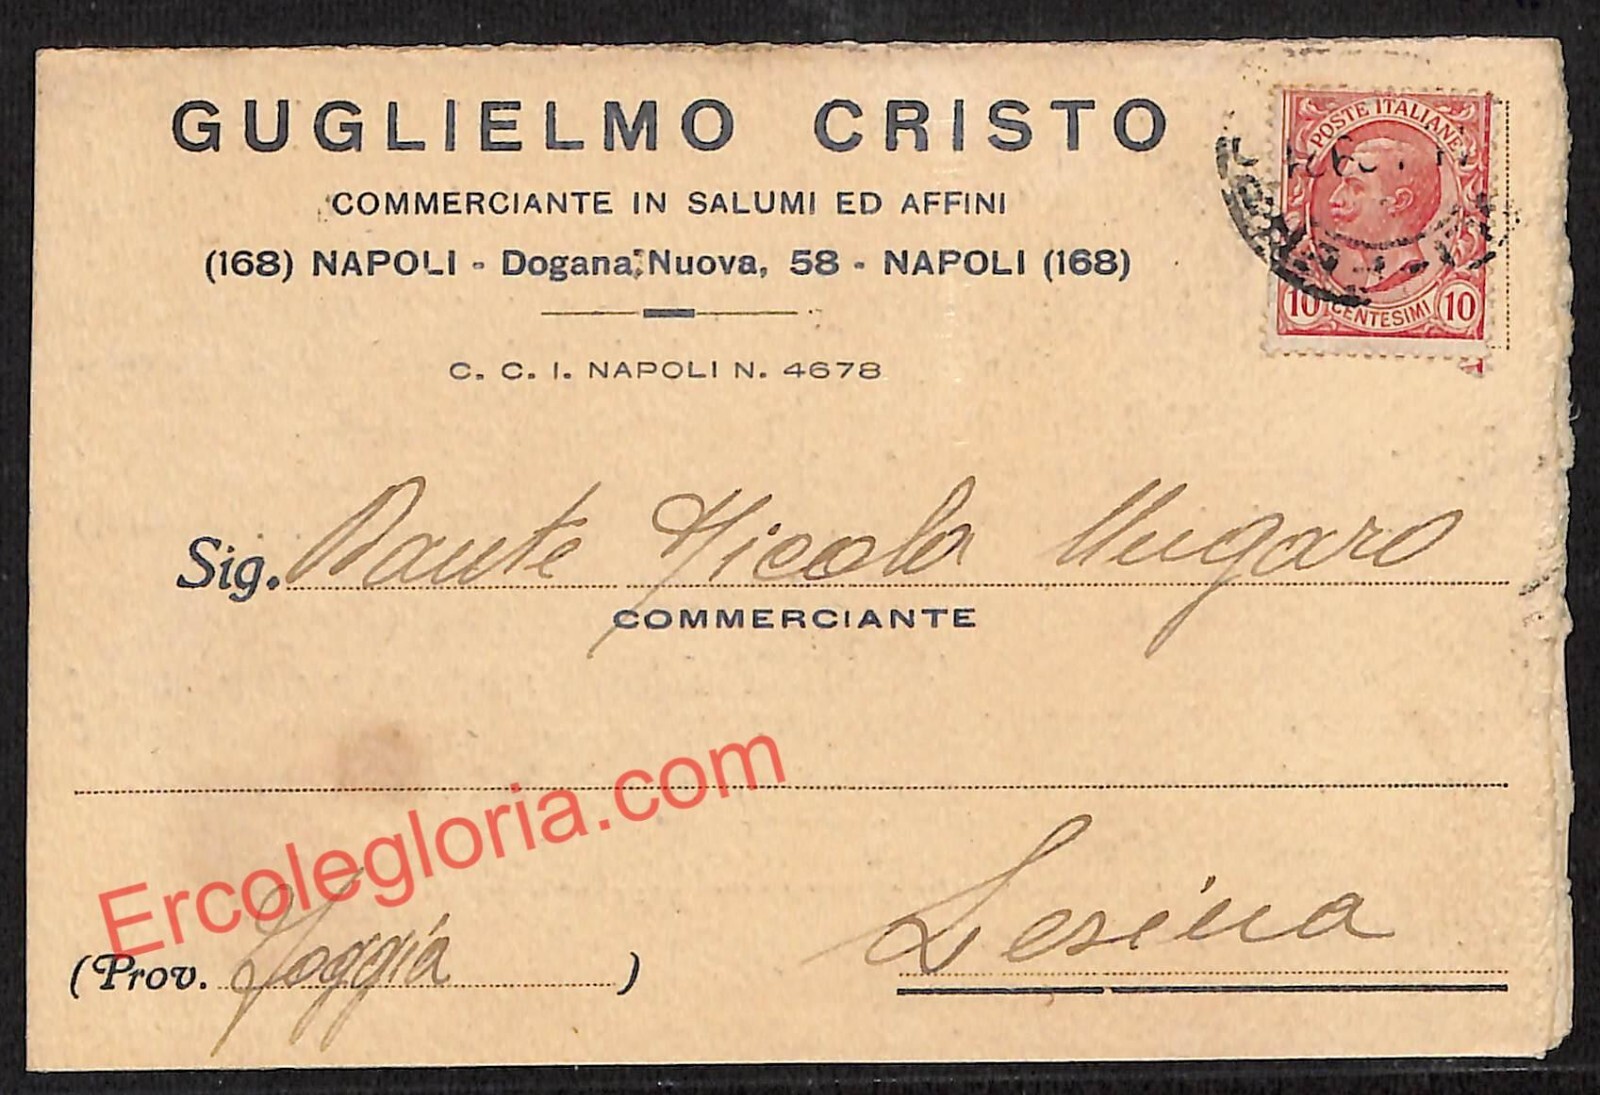 GUGLIELMO CRISTO
COMMERCIANTE IN SALUMI ED AFFINI
(168) NAPOLI - Dogana Nuova, 58 - NAPOLI (168)
C. C. I. NAPOLI N. 4678
POSTE ITALIANE
10 CENTESIMI 10
Sig. Dante Nicola Ungaro
COMMERCIANTE
Ercolegloria.com
(Prov. Foggia)
Lesina